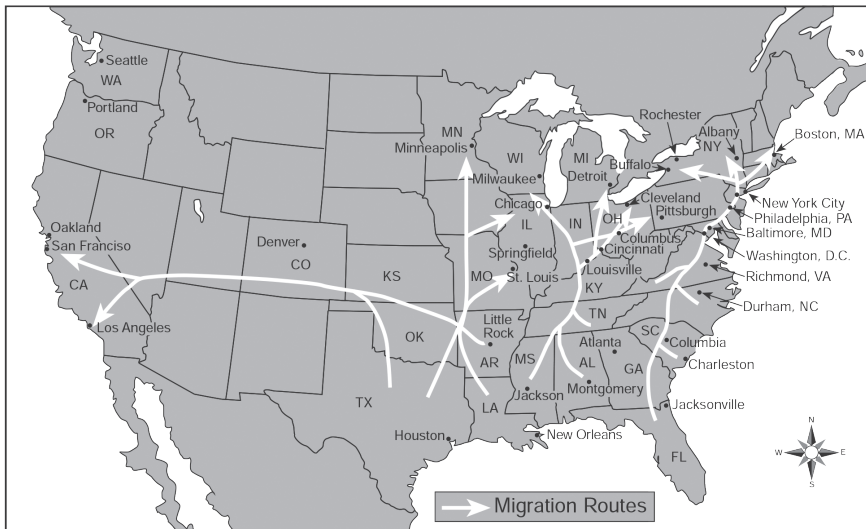 Seattle
WA
Portland
OR
MN
Minneapolis
WI
Milwaukee
MI
Detroit
Rochester
Buffalo
Albany
NY
Boston, MA
Chicago
IL
IN
OH
Cleveland
Pittsburgh
New York City
Philadelphia, PA
Baltimore, MD
Washington, D.C.
Richmond, VA
Durham, NC
Oakland
San Franciso
CA
Los Angeles
Denver
CO
KS
MO
Springfield
St. Louis
Columbus
Cincinnati
Louisville
KY
TN
OK
Little
Rock
AR
MS
Jackson
AL
Montgomery
Atlanta
GA
SC
Columbia
Charleston
Jacksonville
TX
LA
Houston
New Orleans
FL
N
W
E
S
Migration Routes